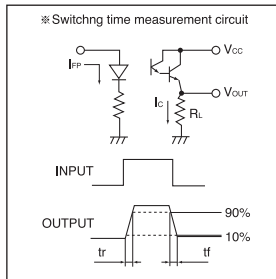 ※Switchng time measurement circuit
IFP
VCC
VOUT
IC
RL
INPUT
OUTPUT
90%
10%
tr
tf